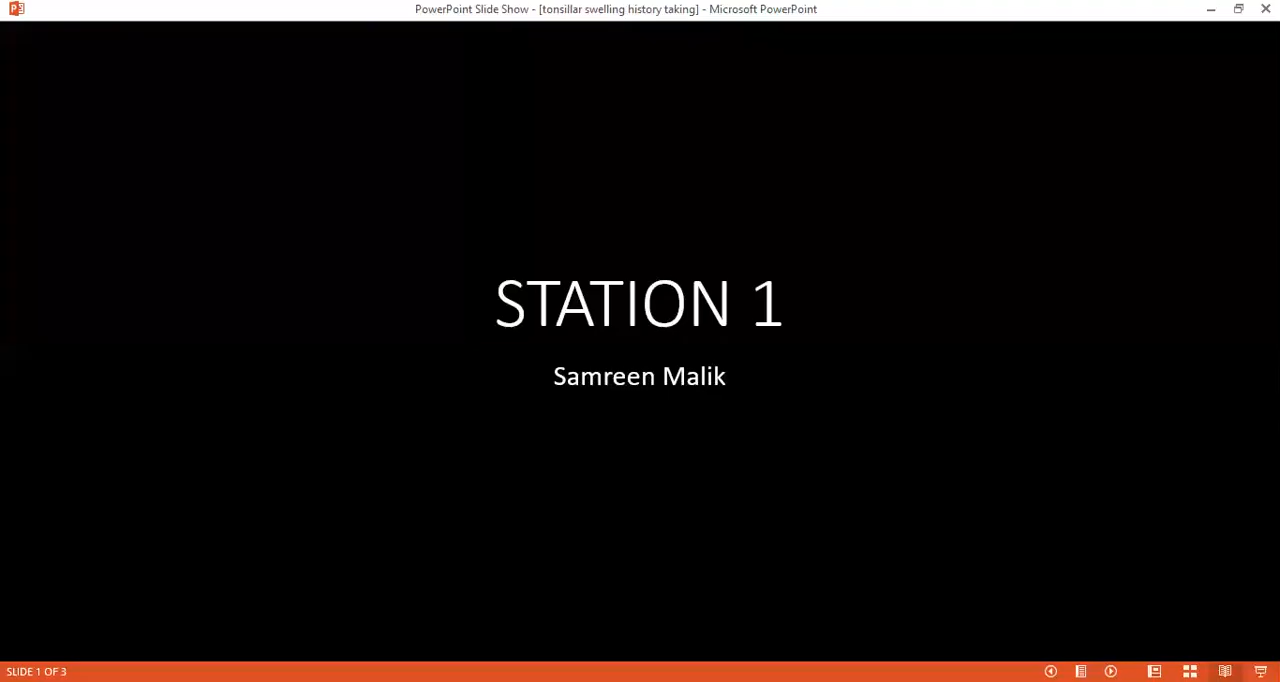 PowerPoint Slide Show - [tonsillar swelling history taking] - Microsoft PowerPoint
STATION 1
Samreen Malik
SLIDE 1 OF 3